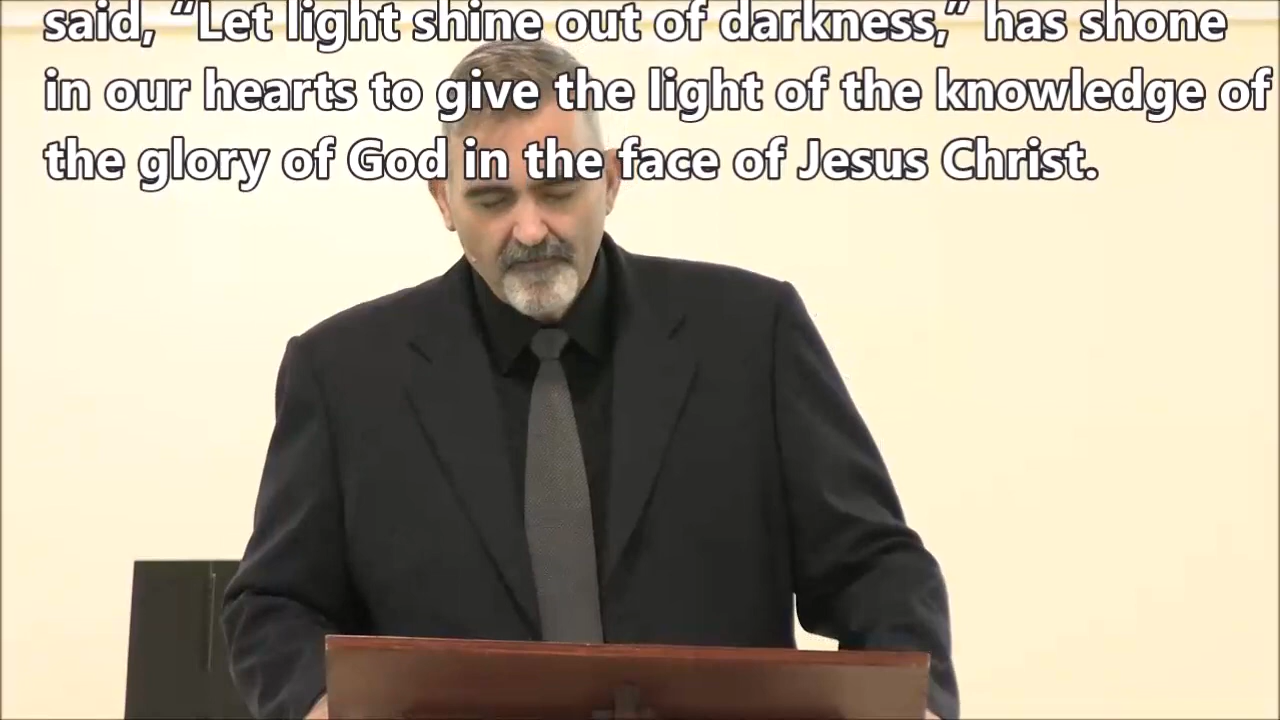 said, “Let light shine out of darkness,” has shone
in our hearts to give the light of the knowledge of
the glory of God in the face of Jesus Christ.